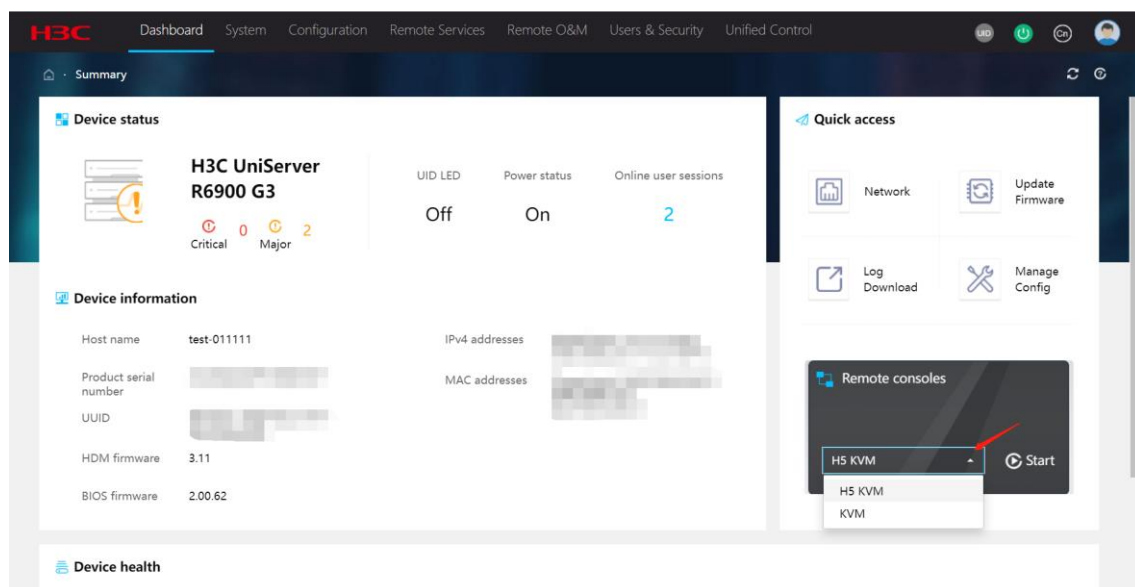 H3C
Dashboard System Configuration Remote Services Remote O&M Users & Security Unified Control
UID
Cn
Summary
Device status
H3C UniServer
R6900 G3
Critical 0 Major 2
UID LED Power status Online user sessions
Off On 2
Device information
Host name test-011111
Product serial
number
UUID
HDM firmware 3.11
BIOS firmware 2.00.62
IPv4 addresses
MAC addresses
Quick access
Network
Update
Firmware
Log
Download
Manage
Config
Remote consoles
H5 KVM
Start
H5 KVM
KVM
Device health